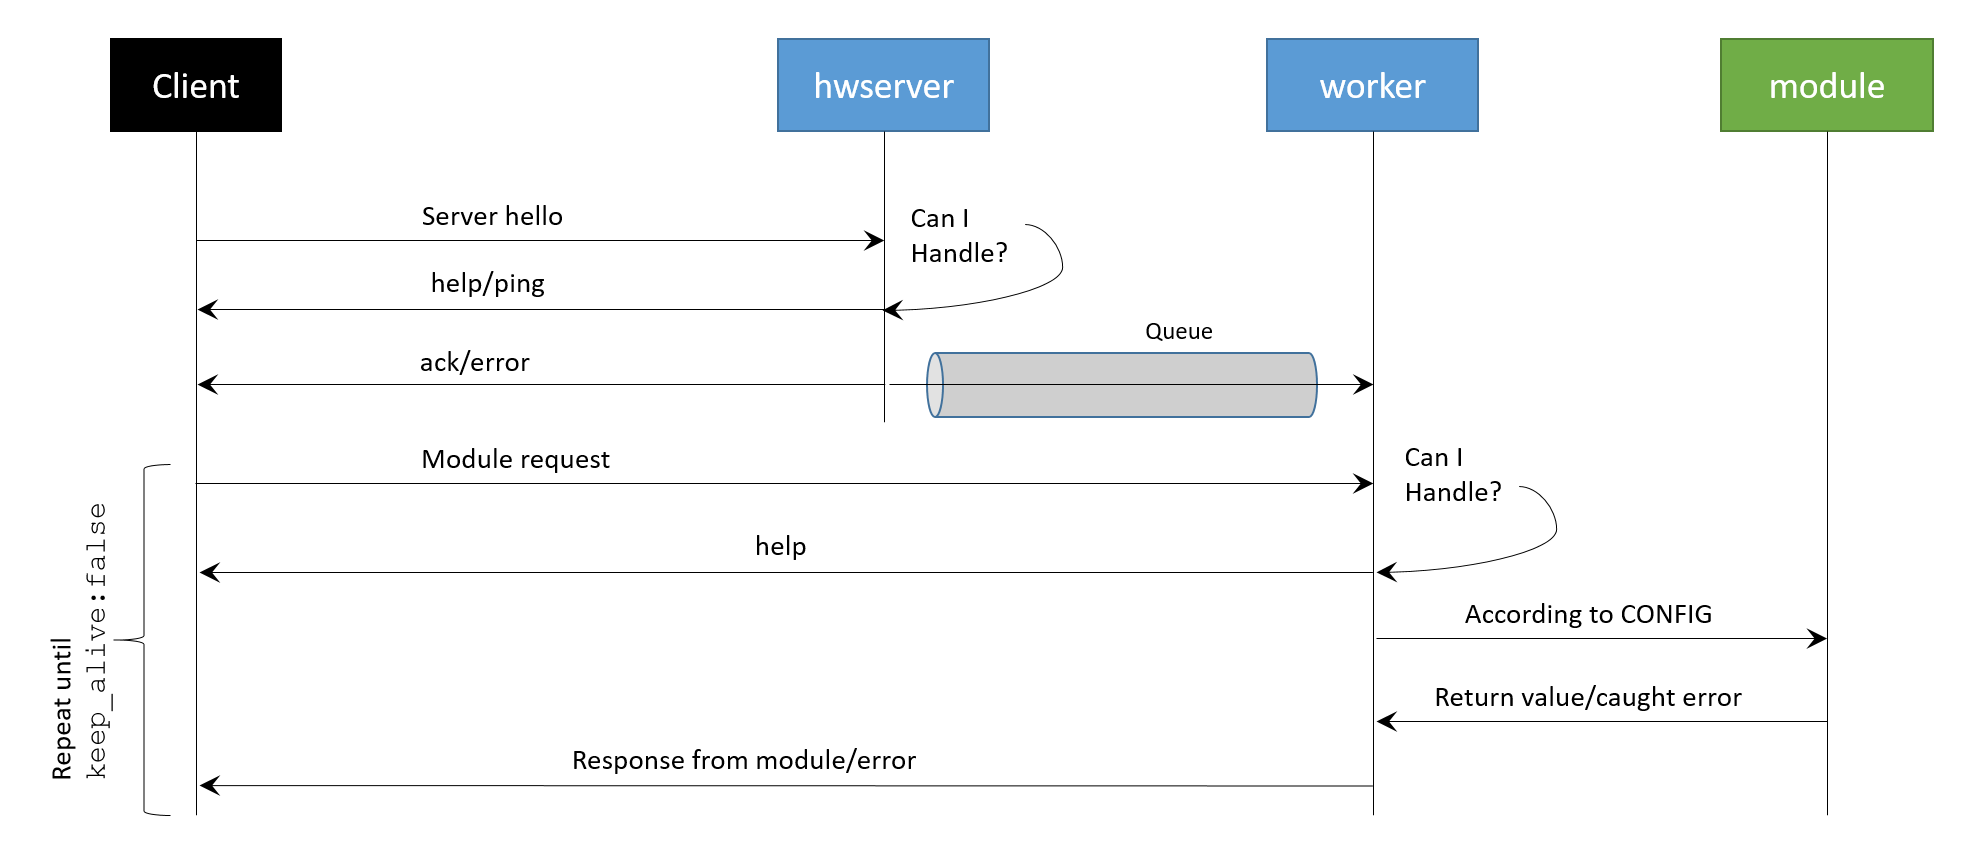 Client
hwserver
worker
module
Server hello
Can I
Handle?
help/ping
Queue
ack/error
Module request
Can I
Handle?
help
According to CONFIG
Return value/caught error
Response from module/error
Repeat until
keep_alive:false